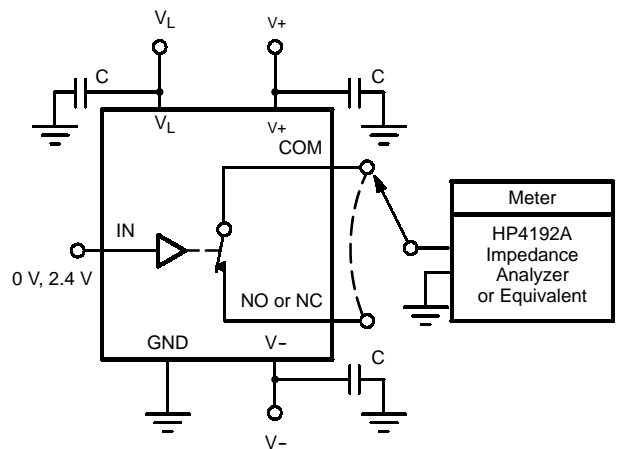 VL
V+
C
C
VL
V+
COM
IN
0 V, 2.4 V
NO or NC
GND
V−
C
V−
Meter
HP4192A
Impedance
Analyzer
or Equivalent